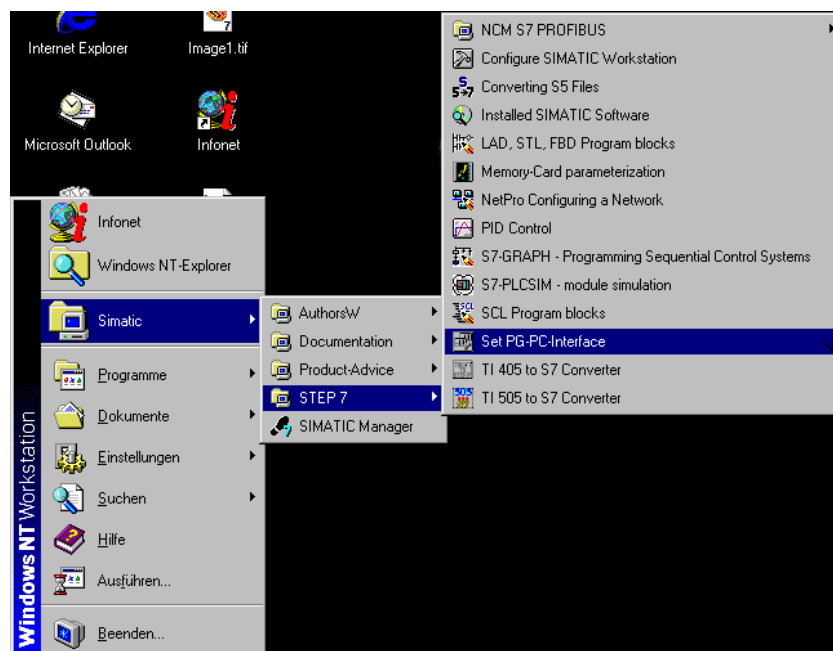 Internet Explorer
Image1.tif
Microsoft Outlook
Infonet
Infonet
Windows NT-Explorer
Simatic
Programme
Dokumente
Einstellungen
Suchen
Hilfe
Ausführen...
Beenden...
Windows NT Workstation
AuthorsW
Documentation
Product-Advice
STEP 7
SIMATIC Manager
NCM S7 PROFIBUS
Configure SIMATIC Workstation
Converting S5 Files
Installed SIMATIC Software
LAD, STL, FBD Program blocks
Memory-Card parameterization
NetPro Configuring a Network
PID Control
S7-GRAPH - Programming Sequential Control Systems
S7-PLCSIM - module simulation
SCL Program blocks
Set PG-PC-Interface
TI 405 to S7 Converter
TI 505 to S7 Converter